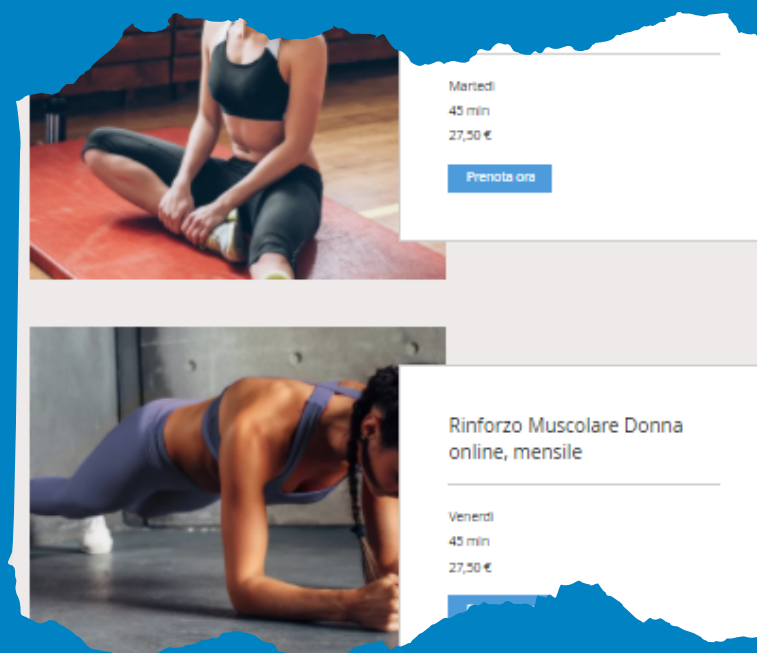 Martedì
45 min
27,50 €
Prenota ora
Rinforzo Muscolare Donna
online, mensile
Venerdì
45 min
27,50 €